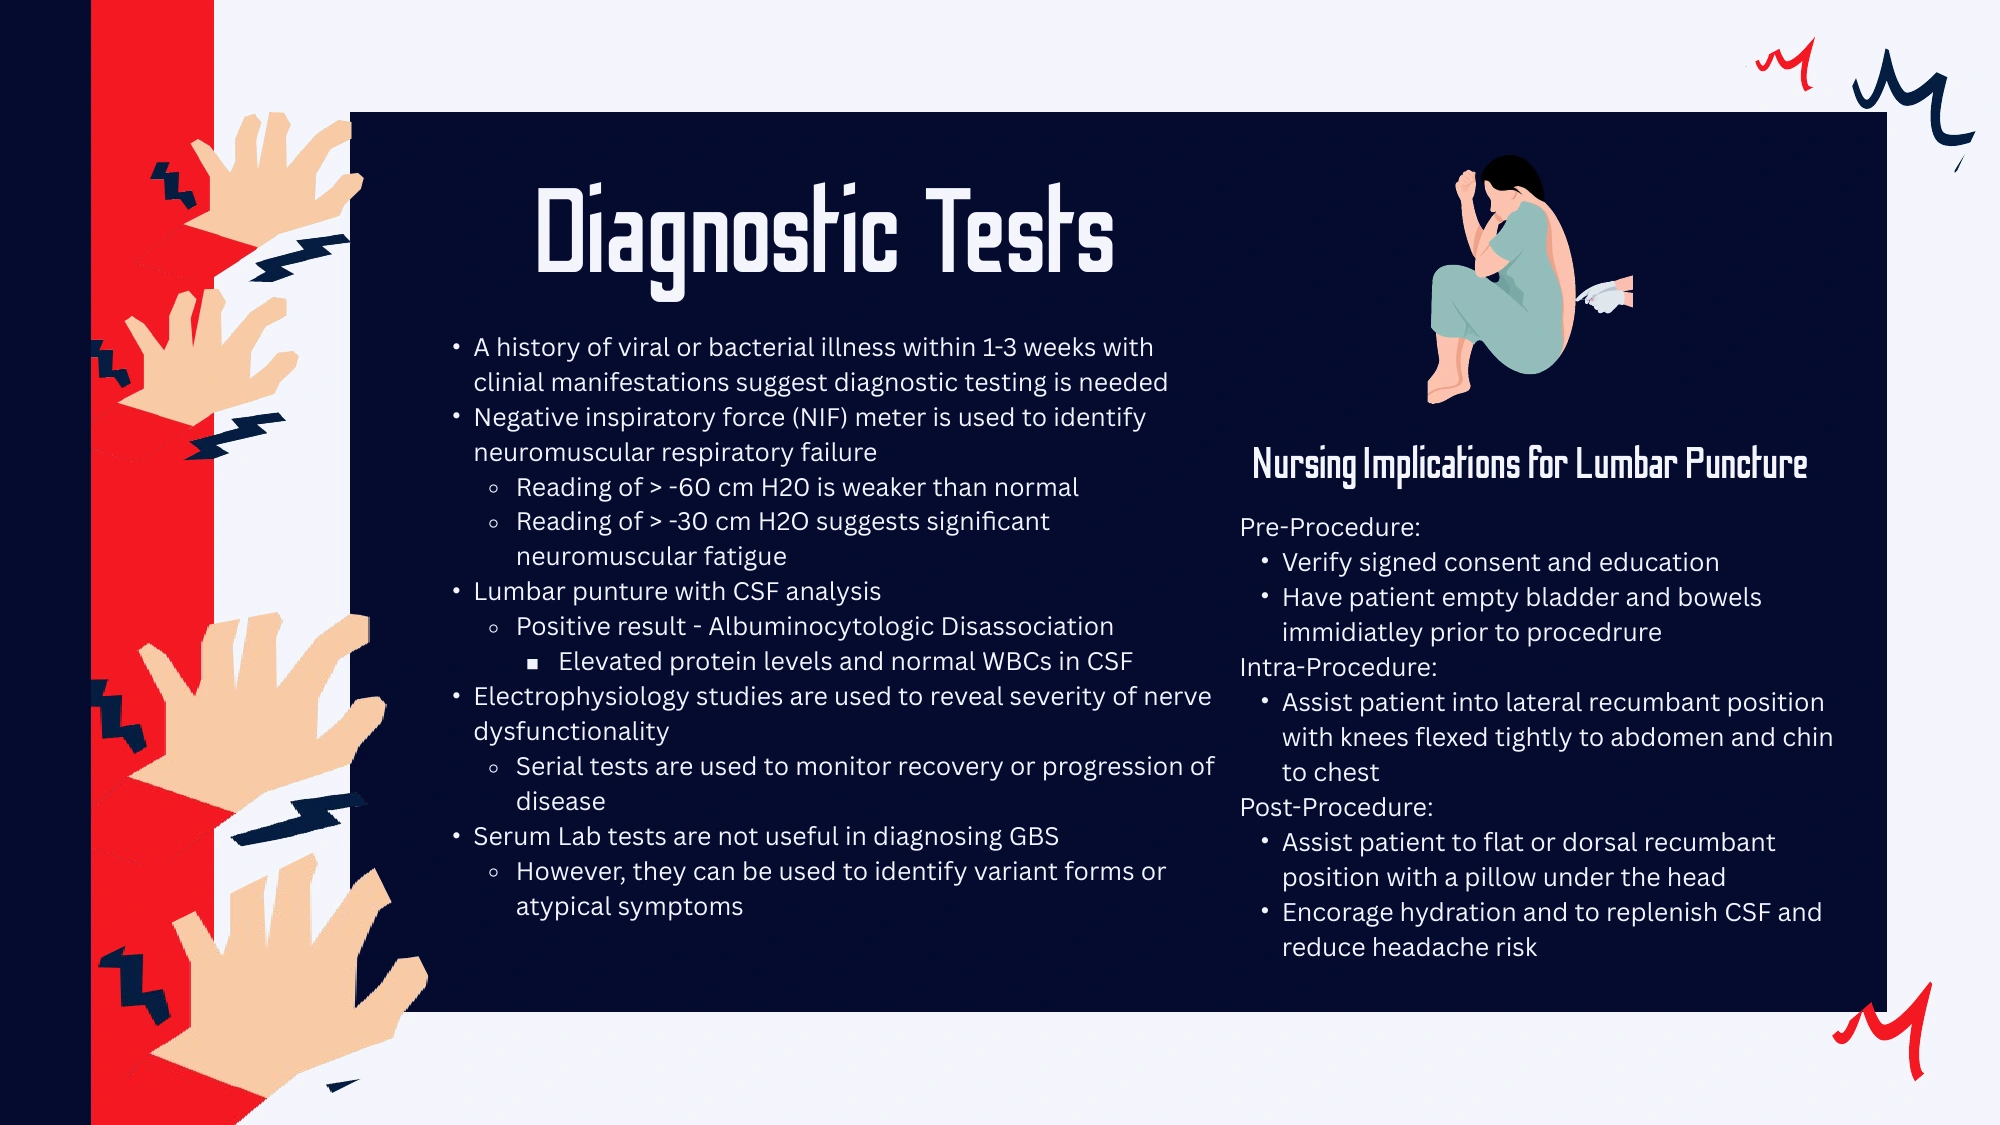 Diagnostic Tests
• A history of viral or bacterial illness within 1-3 weeks with
clinial manifestations suggest diagnostic testing is needed
• Negative inspiratory force (NIF) meter is used to identify
neuromuscular respiratory failure
◦ Reading of > -60 cm H20 is weaker than normal
◦ Reading of > -30 cm H2O suggests significant
neuromuscular fatigue
• Lumbar punture with CSF analysis
◦ Positive result - Albuminocytologic Disassociation
▪ Elevated protein levels and normal WBCs in CSF
• Electrophysiology studies are used to reveal severity of nerve
dysfunctionality
◦ Serial tests are used to monitor recovery or progression of
disease
• Serum Lab tests are not useful in diagnosing GBS
◦ However, they can be used to identify variant forms or
atypical symptoms
Nursing Implications for Lumbar Puncture
Pre-Procedure:
• Verify signed consent and education
• Have patient empty bladder and bowels
immidiatley prior to procedrure
Intra-Procedure:
• Assist patient into lateral recumbant position
with knees flexed tightly to abdomen and chin
to chest
Post-Procedure:
• Assist patient to flat or dorsal recumbant
position with a pillow under the head
• Encorage hydration and to replenish CSF and
reduce headache risk